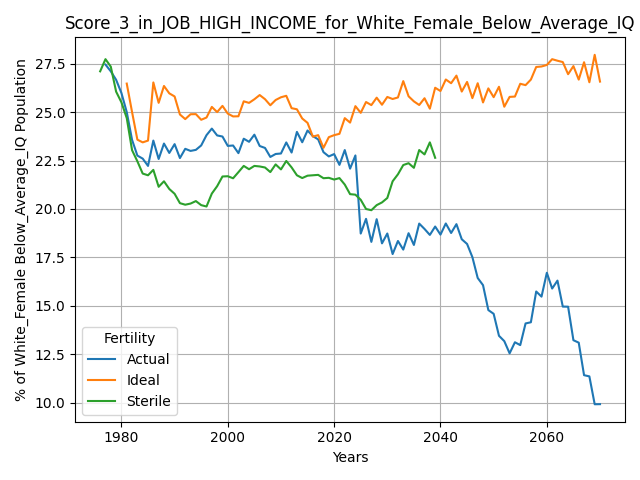 Score_3_in_JOB_HIGH_INCOME_for_White_Female_Below_Average_IQ
% of White_Female Below_Average_IQ Population
27.5
25.0
22.5
20.0
17.5
15.0
12.5
10.0
Fertility
Actual
Ideal
Sterile
1980
2000
2020
2040
2060
Years